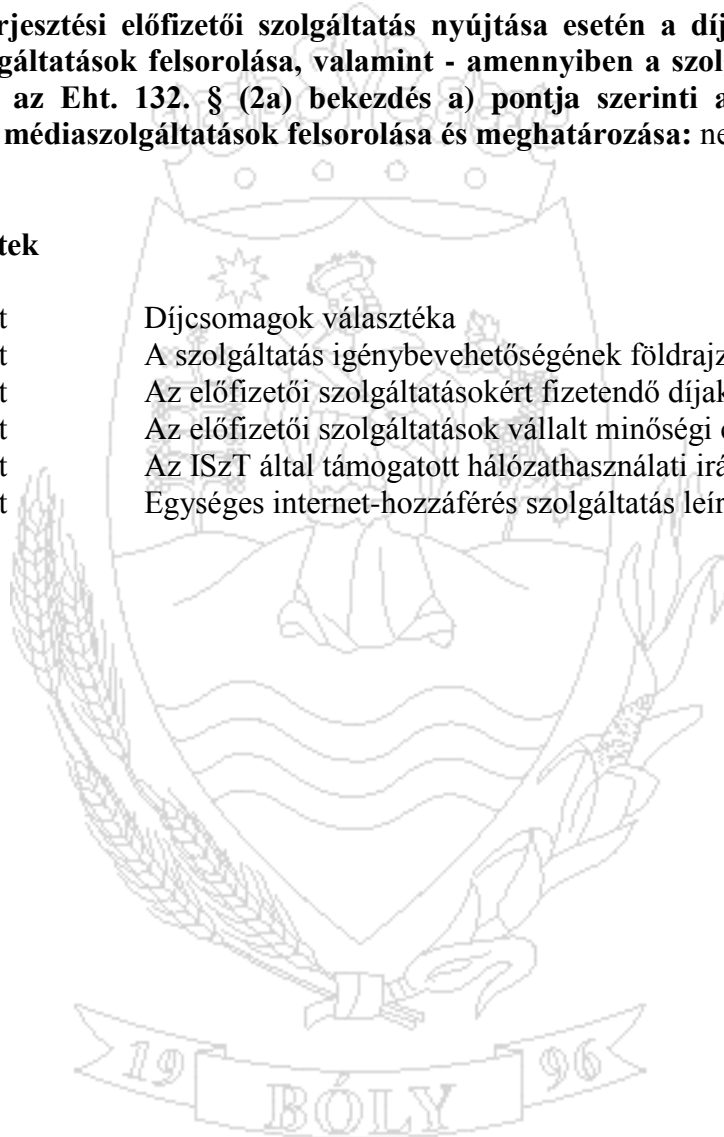 rjesztési előfizetői szolgáltatás nyújtása esetén a díj
gáltatások felsorolása, valamint - amennyiben a szol
az Eht. 132. § (2a) bekezdés a) pontja szerinti a
médiaszolgáltatások felsorolása és meghatározása: ne
tek
t Díjcsomagok választéka
t A szolgáltatás igénybevehetőségének földrajz
t Az előfizetői szolgáltatásokért fizetendő díjak
t Az előfizetői szolgáltatások vállalt minőségi
t Az ISzT által támogatott hálózathasználati irá
t Egységes internet-hozzáférés szolgáltatás leír
19 96
BÓLY